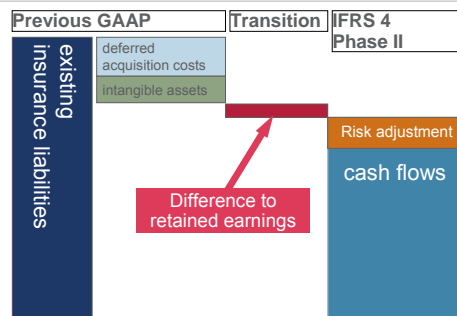 Previous GAAP
Transition
IFRS 4
Phase II
existing
insurance liabilities
deferred
acquisition costs
intangible assets
Risk adjustment
cash flows
Difference to
retained earnings